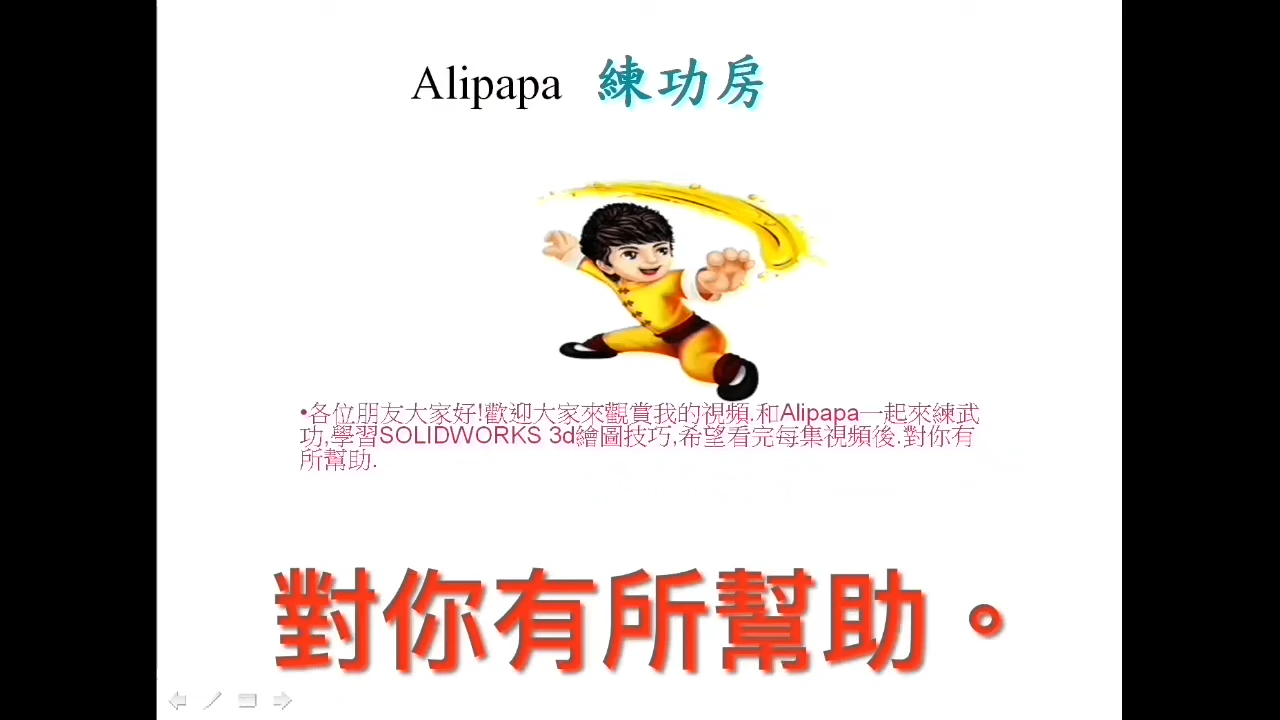 Alipapa 練功房
•各位朋友大家好!歡迎大家來觀賞我的視頻.和Alipapa一起來練武
功,學習SOLIDWORKS 3d繪圖技巧,希望看完每集視頻後.對你有
所幫助.
對你有所幫助。